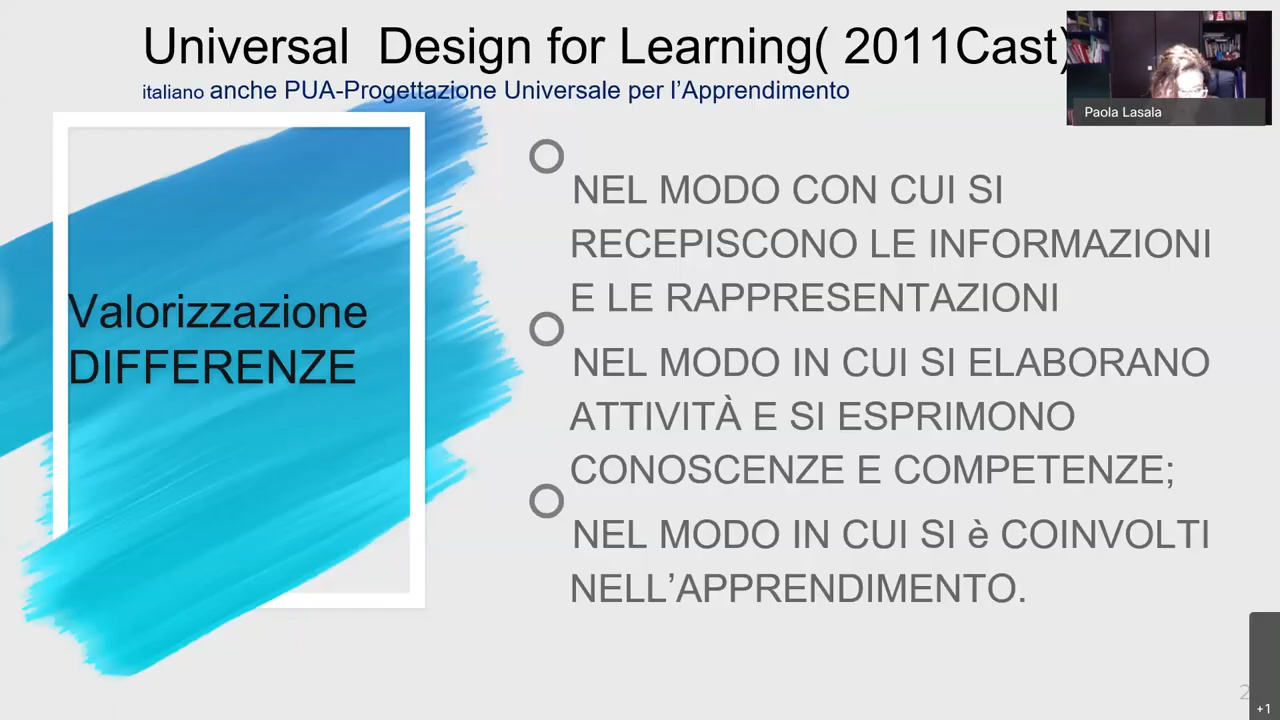 Universal Design for Learning( 2011Cast)
italiano anche PUA-Progettazione Universale per l’Apprendimento
Paola Lasala
Valorizzazione
DIFFERENZE
NEL MODO CON CUI SI
RECEPISCONO LE INFORMAZIONI
E LE RAPPRESENTAZIONI
NEL MODO IN CUI SI ELABORANO
ATTIVITÀ E SI ESPRIMONO
CONOSCENZE E COMPETENZE;
NEL MODO IN CUI SI è COINVOLTI
NELL’APPRENDIMENTO.
2
+1